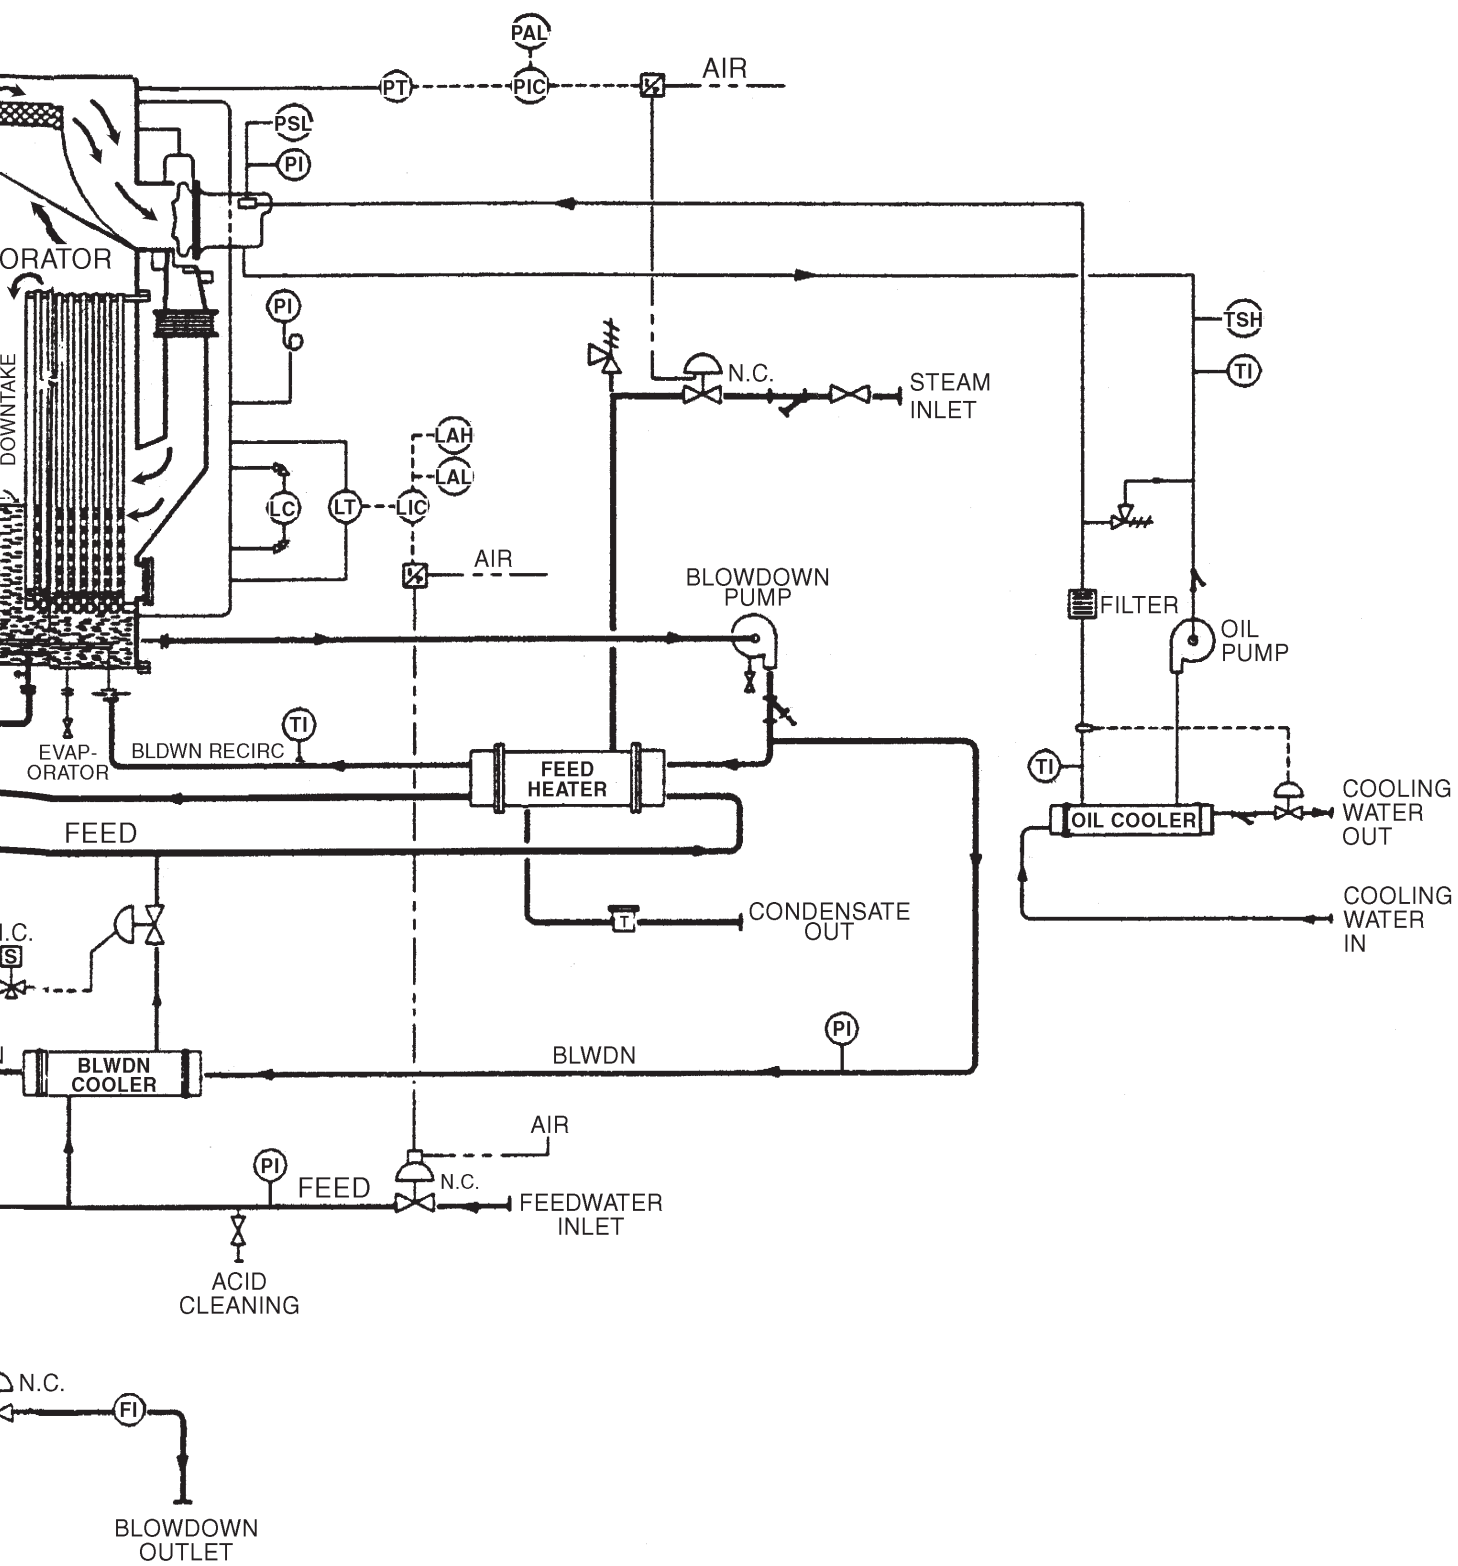 PAL
AIR
PT
PIC
PSL
PI
ORATOR
PI
TSH
N.C.
TI
STEAM
INLET
DOWNTAKE
LAH
LAL
LC
LT
LIC
AIR
BLOWDOWN
PUMP
FILTER
OIL
PUMP
TI
EVAP-
ORATOR
BLDWN RECIRC
FEED
HEATER
TI
COOLING
WATER
OUT
OIL COOLER
FEED
COOLING
WATER
IN
CONDENSATE
OUT
T
.C.
S
PI
BLWDN
BLWDN
COOLER
AIR
PI
FEED
N.C.
FEEDWATER
INLET
ACID
CLEANING
N.C.
FI
BLOWDOWN
OUTLET